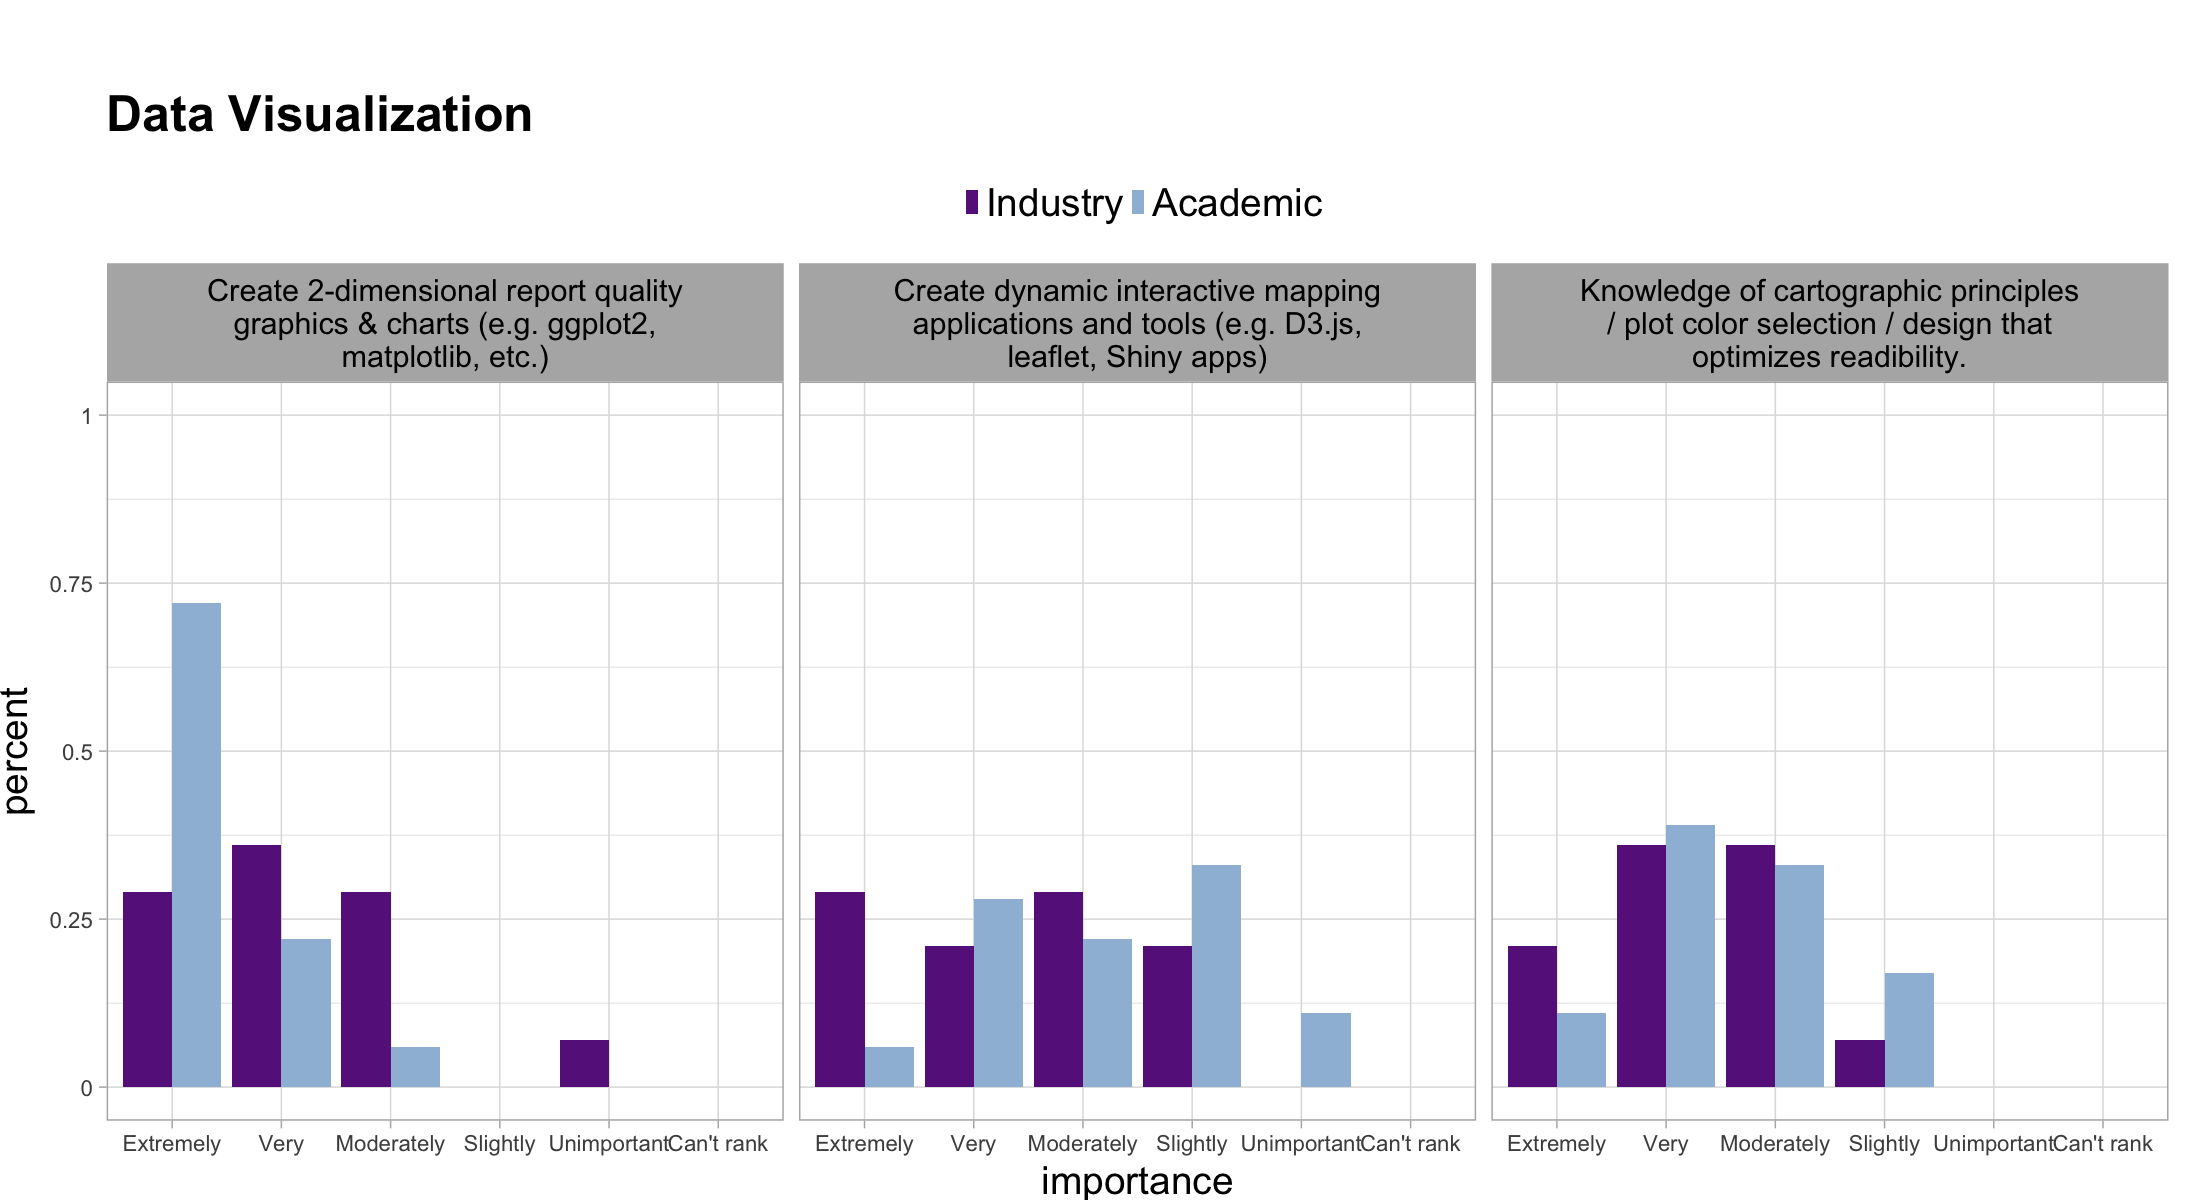 Data Visualization
Industry Academic
Create 2-dimensional report quality
graphics & charts (e.g. ggplot2,
matplotlib, etc.)
Create dynamic interactive mapping
applications and tools (e.g. D3.js,
leaflet, Shiny apps)
Knowledge of cartographic principles
/ plot color selection / design that
optimizes readibility.
percent
1
0.75
0.5
0.25
0
Extremely Very Moderately Slightly Unimportant Can't rank
Extremely Very Moderately Slightly Unimportant Can't rank
Extremely Very Moderately Slightly Unimportant Can't rank
importance